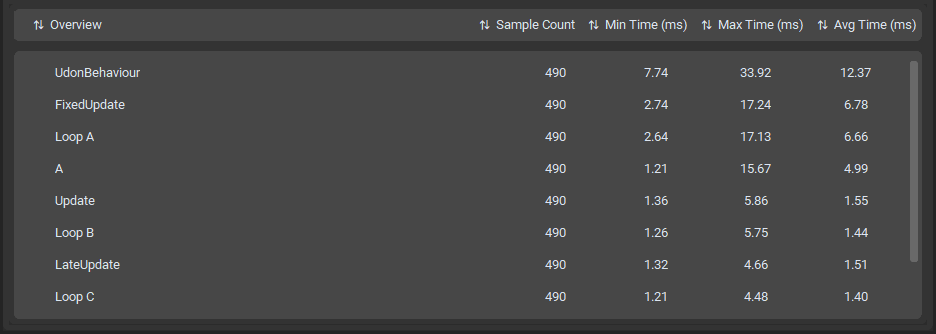 Overview Sample Count Min Time (ms) Max Time (ms) Avg Time (ms)
UdonBehaviour 490 7.74 33.92 12.37
FixedUpdate 490 2.74 17.24 6.78
Loop A 490 2.64 17.13 6.66
A 490 1.21 15.67 4.99
Update 490 1.36 5.86 1.55
Loop B 490 1.26 5.75 1.44
LateUpdate 490 1.32 4.66 1.51
Loop C 490 1.21 4.48 1.40